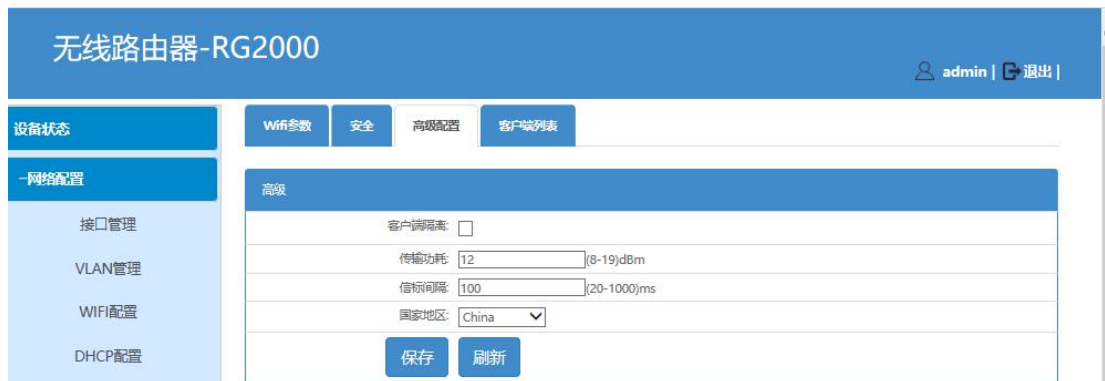 无线路由器-RG2000
admin | 退出 |
设备状态
Wifi参数 安全 高级配置 客户端列表
-网络配置
高级
接口管理
客户端隔离:
传输功耗: 12 (8-19)dBm
VLAN管理
信标间隔: 100 (20-1000)ms
WIFI配置
国家地区: China
DHCP配置
保存 刷新